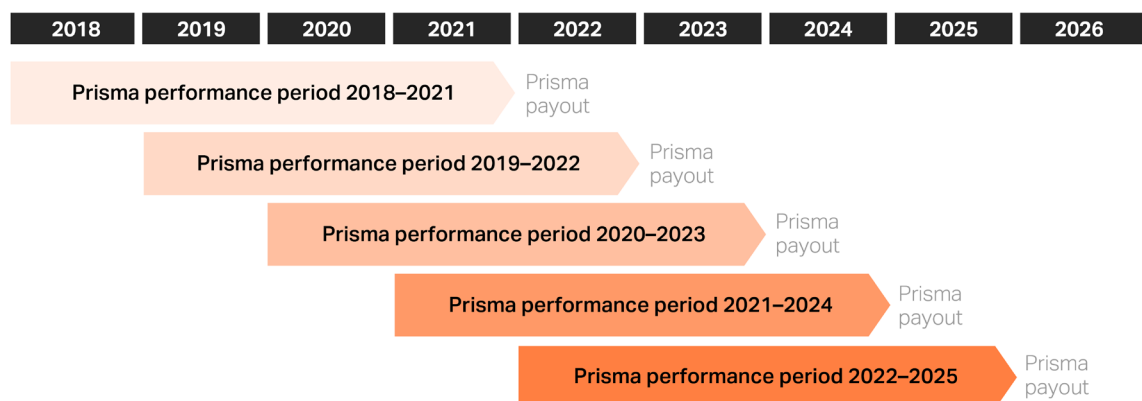 2018 2019 2020 2021 2022 2023 2024 2025 2026
Prisma performance period 2018–2021
Prisma
payout
Prisma performance period 2019–2022
Prisma
payout
Prisma performance period 2020–2023
Prisma
payout
Prisma performance period 2021–2024
Prisma
payout
Prisma performance period 2022–2025
Prisma
payout